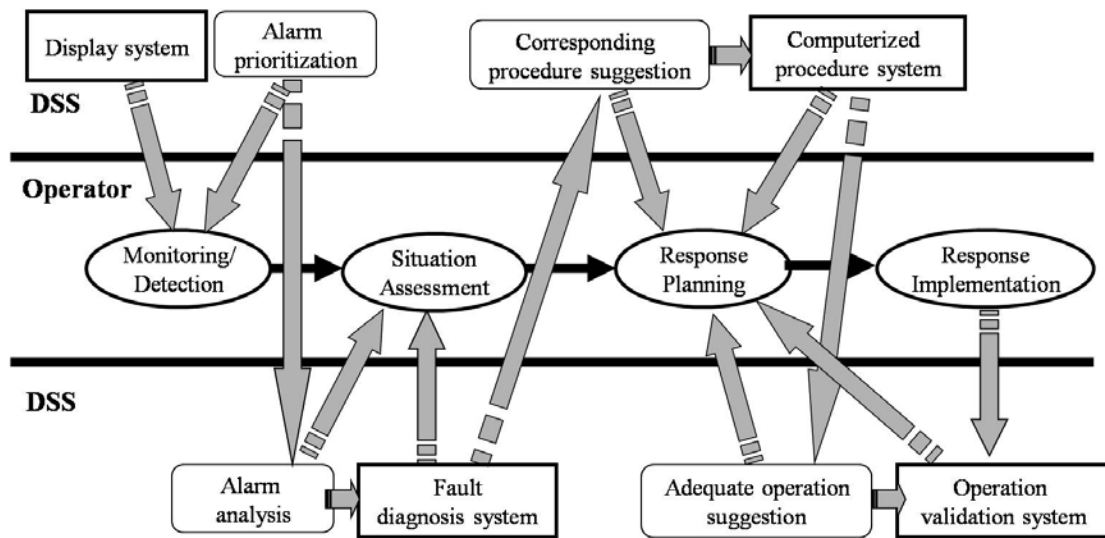 Display system
Alarm
prioritization
Corresponding
procedure suggestion
Computerized
procedure system
DSS
Operator
Monitoring/
Detection
Situation
Assessment
Response
Planning
Response
Implementation
DSS
Alarm
analysis
Fault
diagnosis system
Adequate operation
suggestion
Operation
validation system